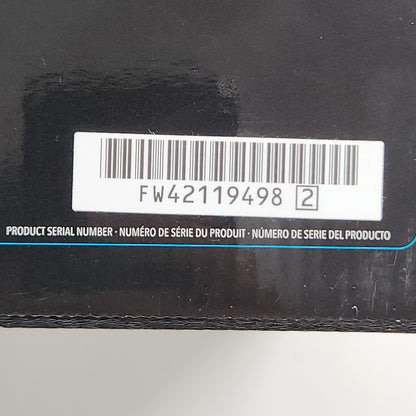 FW42119498 2
PRODUCT SERIAL NUMBER · NUMÉRO DE SÉRIE DU PRODUIT · NÚMERO DE SERIE DEL PRODUCTO